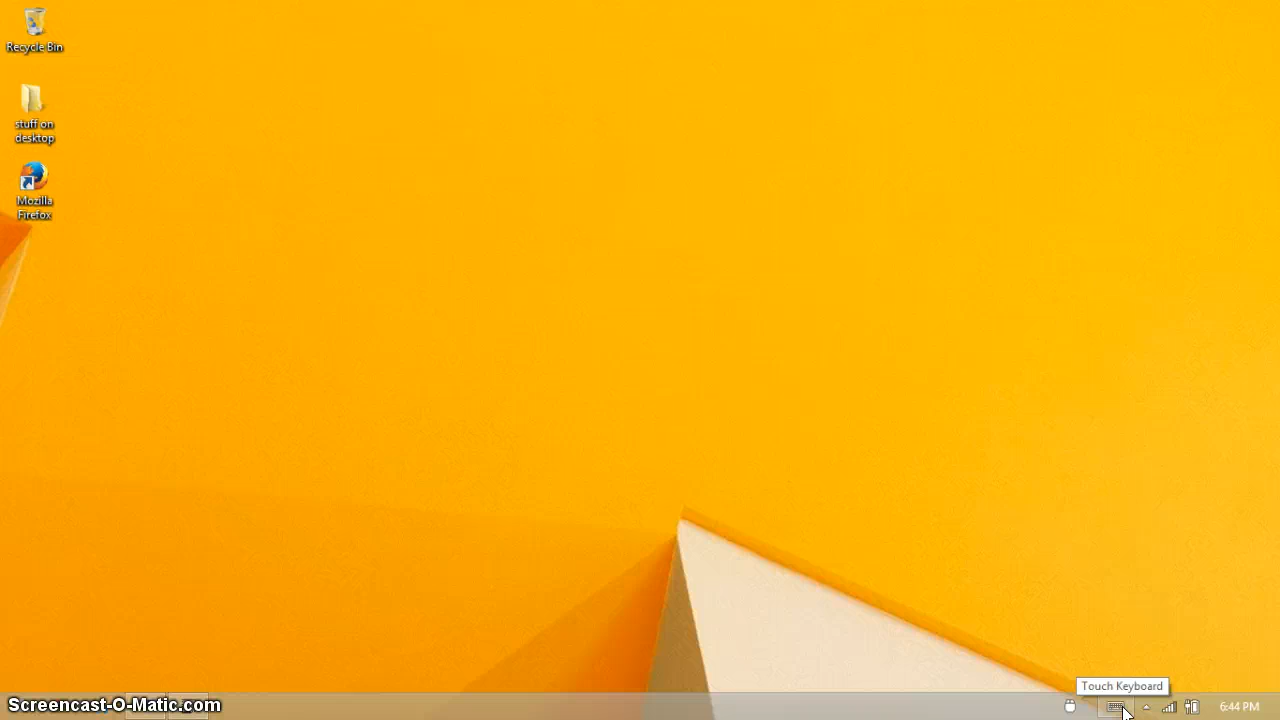 Recycle Bin
stuff on
desktop
Mozilla
Firefox
Touch Keyboard
Screencast-O-Matic.com
6:44 PM